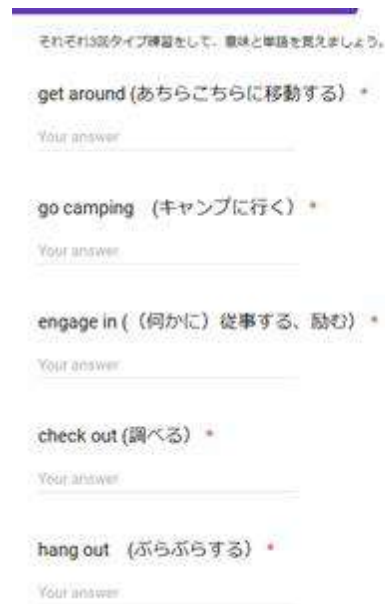 それぞれ3回タイプ練習をして、意味と単語を覚えましょう。
get around (あちらこちらに移動する) *
Your answer
go camping (キャンプに行く) *
Your answer
engage in ( (何かに) 従事する、励む) *
Your answer
check out (調べる) *
Your answer
hang out (ぶらぶらする) *
Your answer